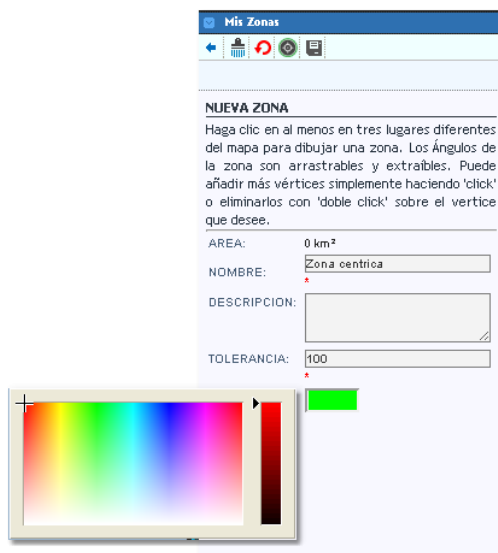 Mis Zonas
NUEVA ZONA
Haga clic en al menos en tres lugares diferentes
del mapa para dibujar una zona. Los Ángulos de
la zona son arrastrables y extraíbles. Puede
añadir más vértices simplemente haciendo 'click'
o eliminarlos con 'doble click' sobre el vertice
que desee.
AREA: 0 km²
NOMBRE: Zona centrica
*
DESCRIPCION:
TOLERANCIA: 100
*